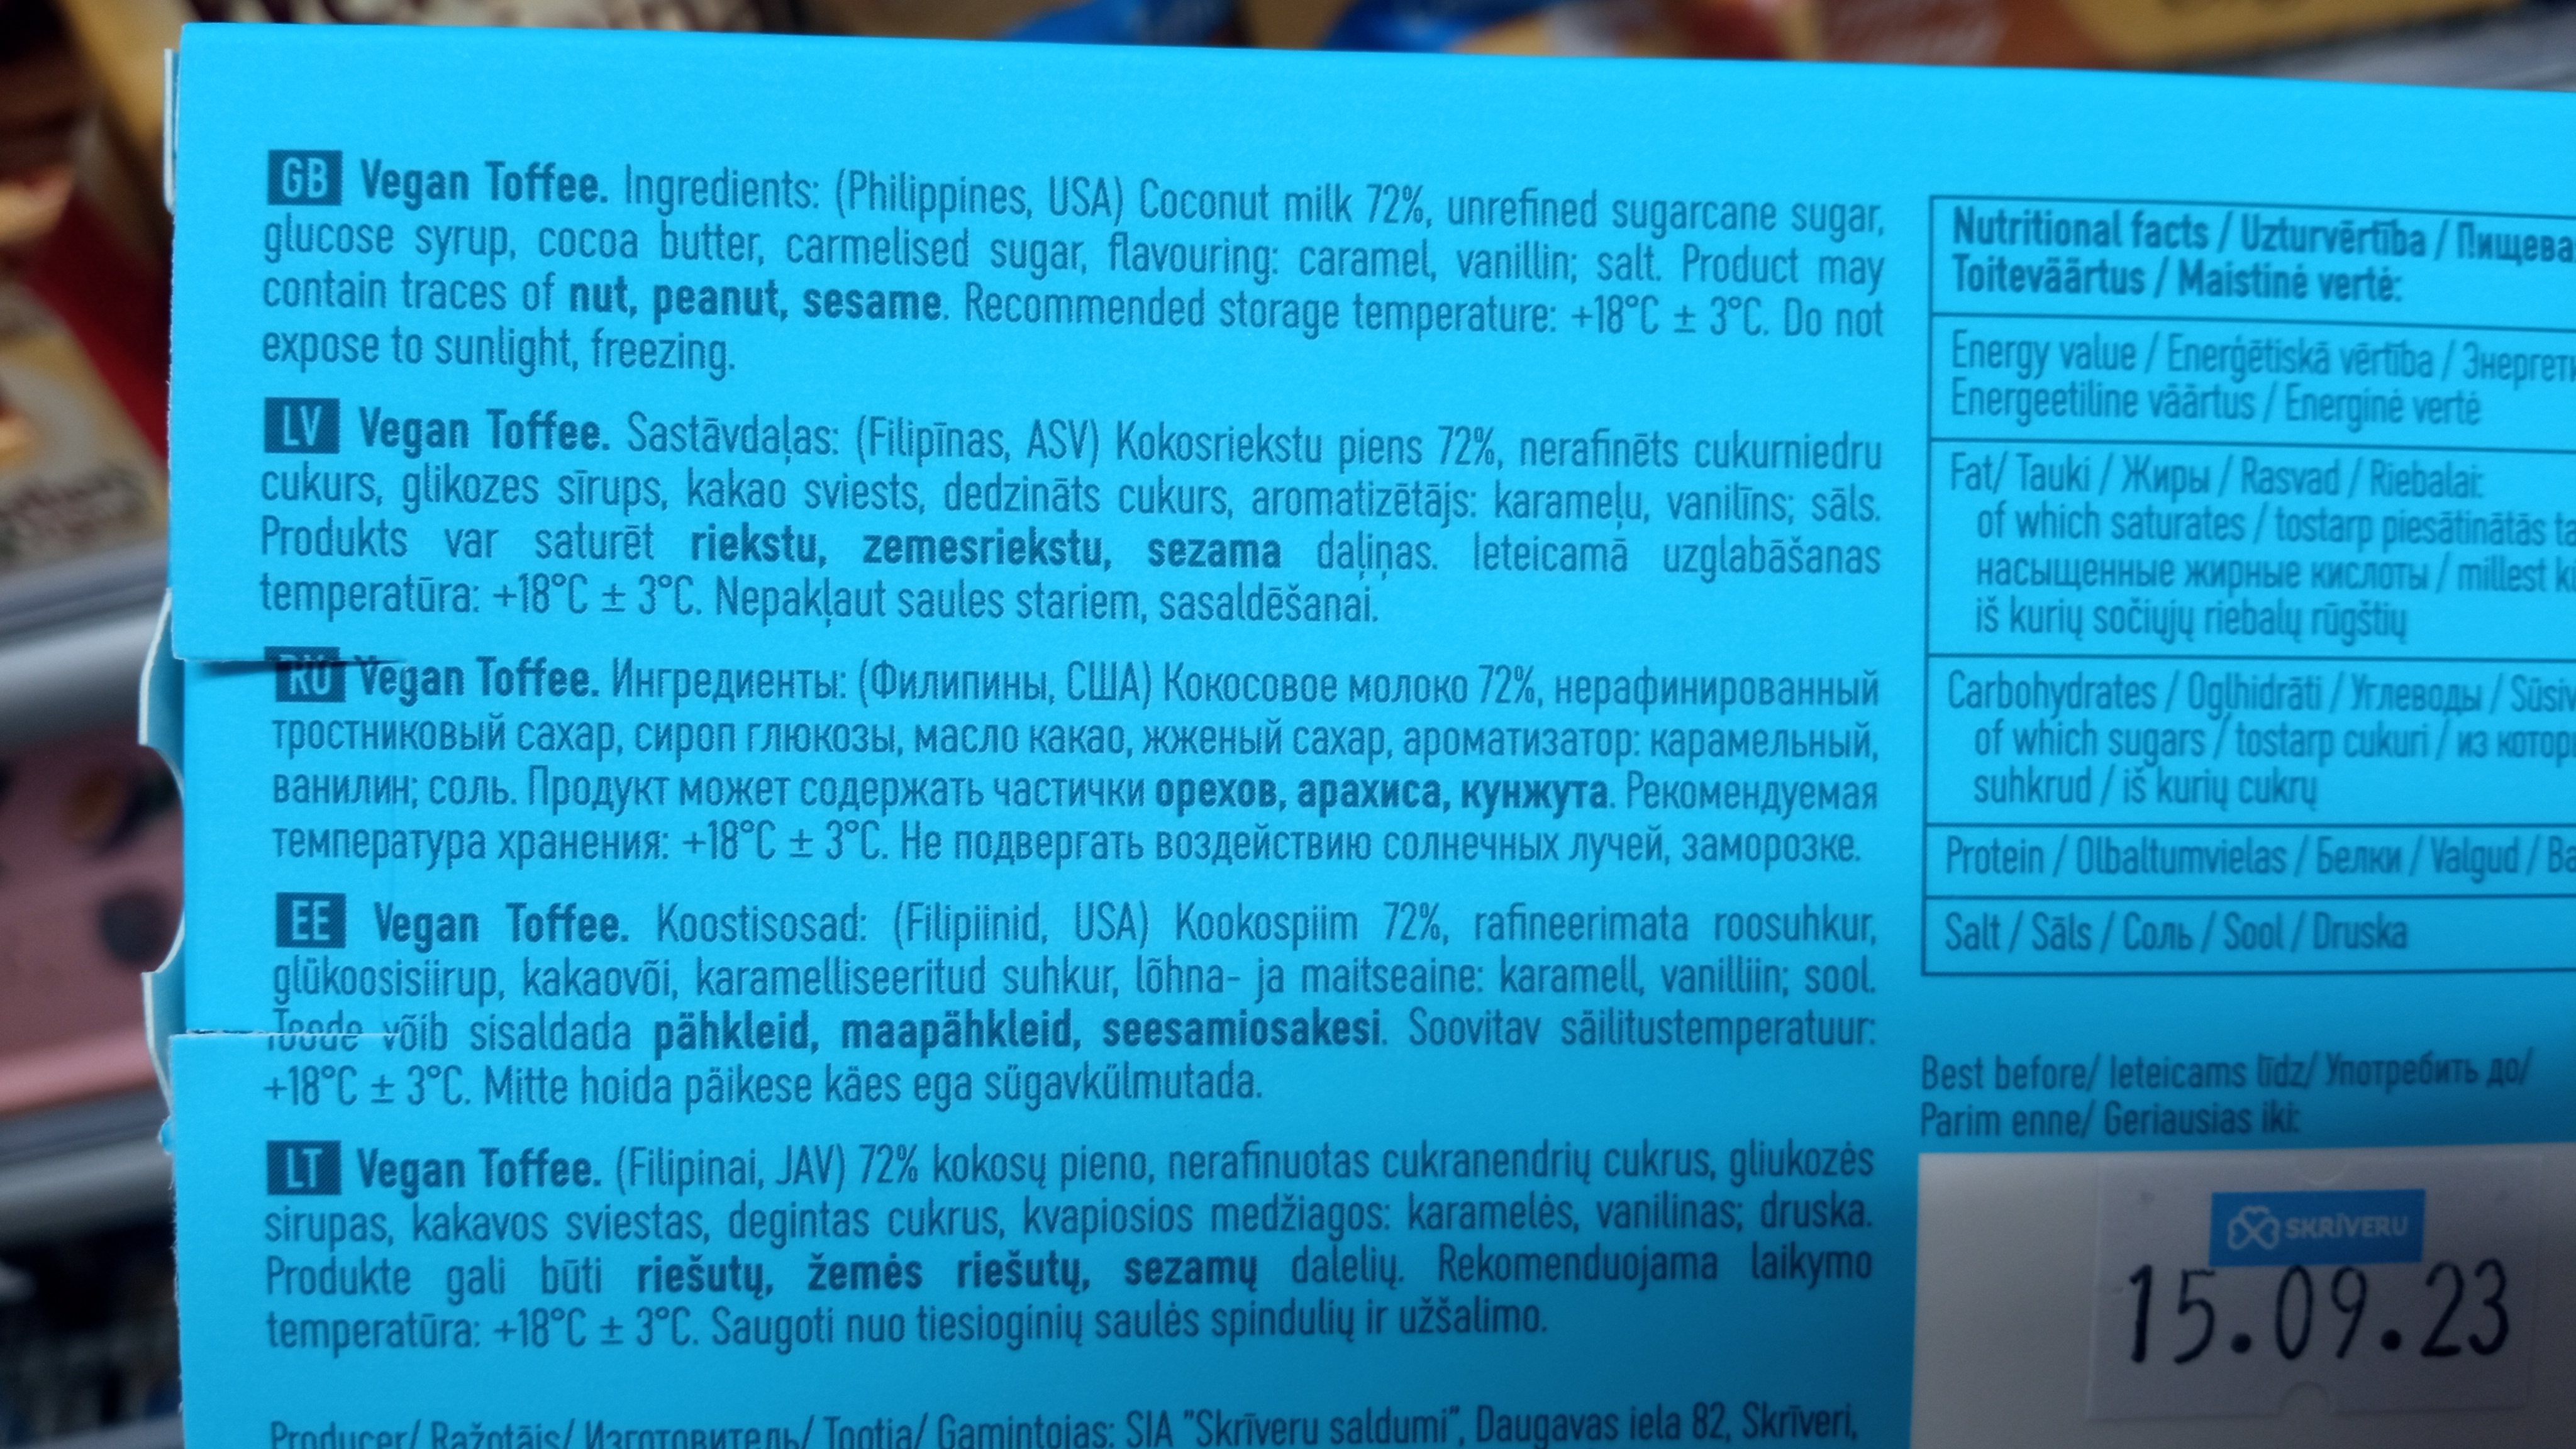 GB Vegan Toffee. Ingredients: (Philippines, USA) Coconut milk 72%, unrefined sugarcane sugar,
glucose syrup, cocoa butter, carmelised sugar, flavouring: caramel, vanillin; salt. Product may
contain traces of nut, peanut, sesame. Recommended storage temperature: +18°C ± 3°C. Do not
expose to sunlight, freezing.
LV Vegan Toffee. Sastāvdaļas: (Filipīnas, ASV) Kokosriekstu piens 72%, nerafinēts cukurniedru
cukurs, glikozes sīrups, kakao sviests, dedzināts cukurs, aromatizētājs: karameļu, vanilīns; sāls.
Produkts var saturēt riekstu, zemesriekstu, sezama daļiņas. Ieteicamā uzglabāšanas
temperatūra: +18°C ± 3°C. Nepakļaut saules stariem, sasaldēšanai.
RU Vegan Toffee. Ингредиенты: (Филипины, США) Кокосовое молоко 72%, нерафинированный
тростниковый сахар, сироп глюкозы, масло какао, жженый сахар, ароматизатор: карамельный,
ванилин; соль. Продукт может содержать частички орехов, арахиса, кунжута. Рекомендуемая
температура хранения: +18°C ± 3°C. Не подвергать воздействию солнечных лучей, заморозке.
EE Vegan Toffee. Koostisosad: (Filipiinid, USA) Kookospiim 72%, rafineerimata roosuhkur,
glükoosisiirup, kakaovõi, karamelliseeritud suhkur, lõhna- ja maitseaine: karamell, vanilliin; sool.
Toode võib sisaldada pähkleid, maapähkleid, seesamiosakesi. Soovitav säilitustemperatuur:
+18°C ± 3°C. Mitte hoida päikese käes ega sügavkülmutada.
LT Vegan Toffee. (Filipinai, JAV) 72% kokosų pieno, nerafinuotas cukranendrių cukrus, gliukozės
sirupas, kakavos sviestas, degintas cukrus, kvapiosios medžiagos: karamelės, vanilinas; druska.
Produkte gali būti riešutų, žemės riešutų, sezamų dalelių. Rekomenduojama laikymo
temperatūra: +18°C ± 3°C. Saugoti nuo tiesioginių saulės spindulių ir užšalimo.
Producer/ Ražotājs/ Изготовитель/ Tootja/ Gamintojas: SIA "Skrīveru saldumi", Daugavas iela 82, Skrīveri,
Nutritional facts / Uzturvērtība / Пищева
Toiteväärtus / Maistinė vertė:
Energy value / Enerģētiskā vērtība / Энергет
Energeetiline väärtus / Energinė vertė
Fat/ Tauki / Жиры / Rasvad / Riebalai:
of which saturates / tostarp piesātinātās ta
насыщенные жирные кислоты / millest k
iš kurių sočiųjų riebalų rūgštių
Carbohydrates / Ogļhidrāti / Углеводы / Süsi
of which sugars / tostarp cukuri / из котор
suhkrud / iš kurių cukrų
Protein / Olbaltumvielas / Белки / Valgud / Ba
Salt / Sāls / Соль / Sool / Druska
Best before/ Ieteicams līdz/ Употребить до/
Parim enne/ Geriausias iki:
SKRĪVERU
15.09.23